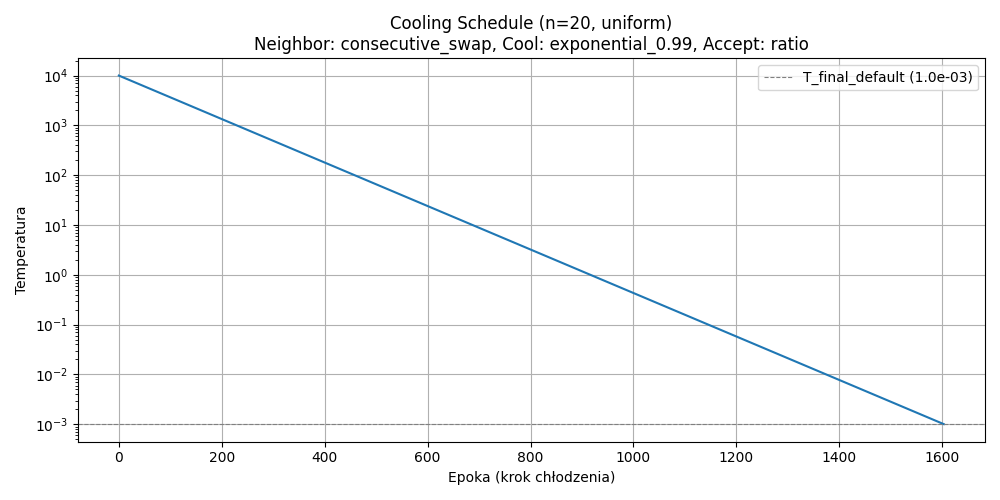 Cooling Schedule (n=20, uniform)
Neighbor: consecutive_swap, Cool: exponential_0.99, Accept: ratio
T_final_default (1.0e-03)
Temperatura
10⁴
10³
10²
10¹
10⁰
10⁻¹
10⁻²
10⁻³
0 200 400 600 800 1000 1200 1400 1600
Epoka (krok chłodzenia)